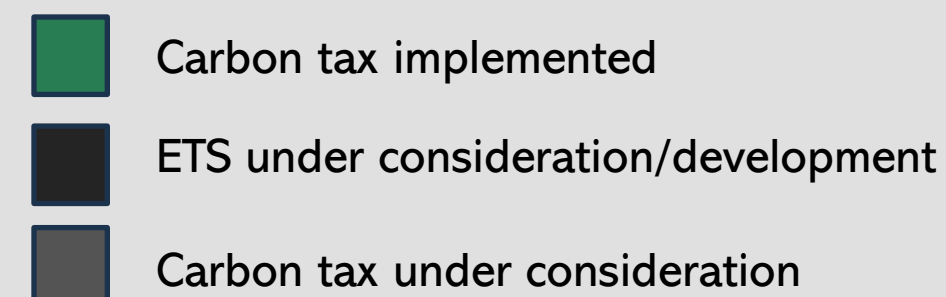 Carbon tax implemented
ETS under consideration/development
Carbon tax under consideration